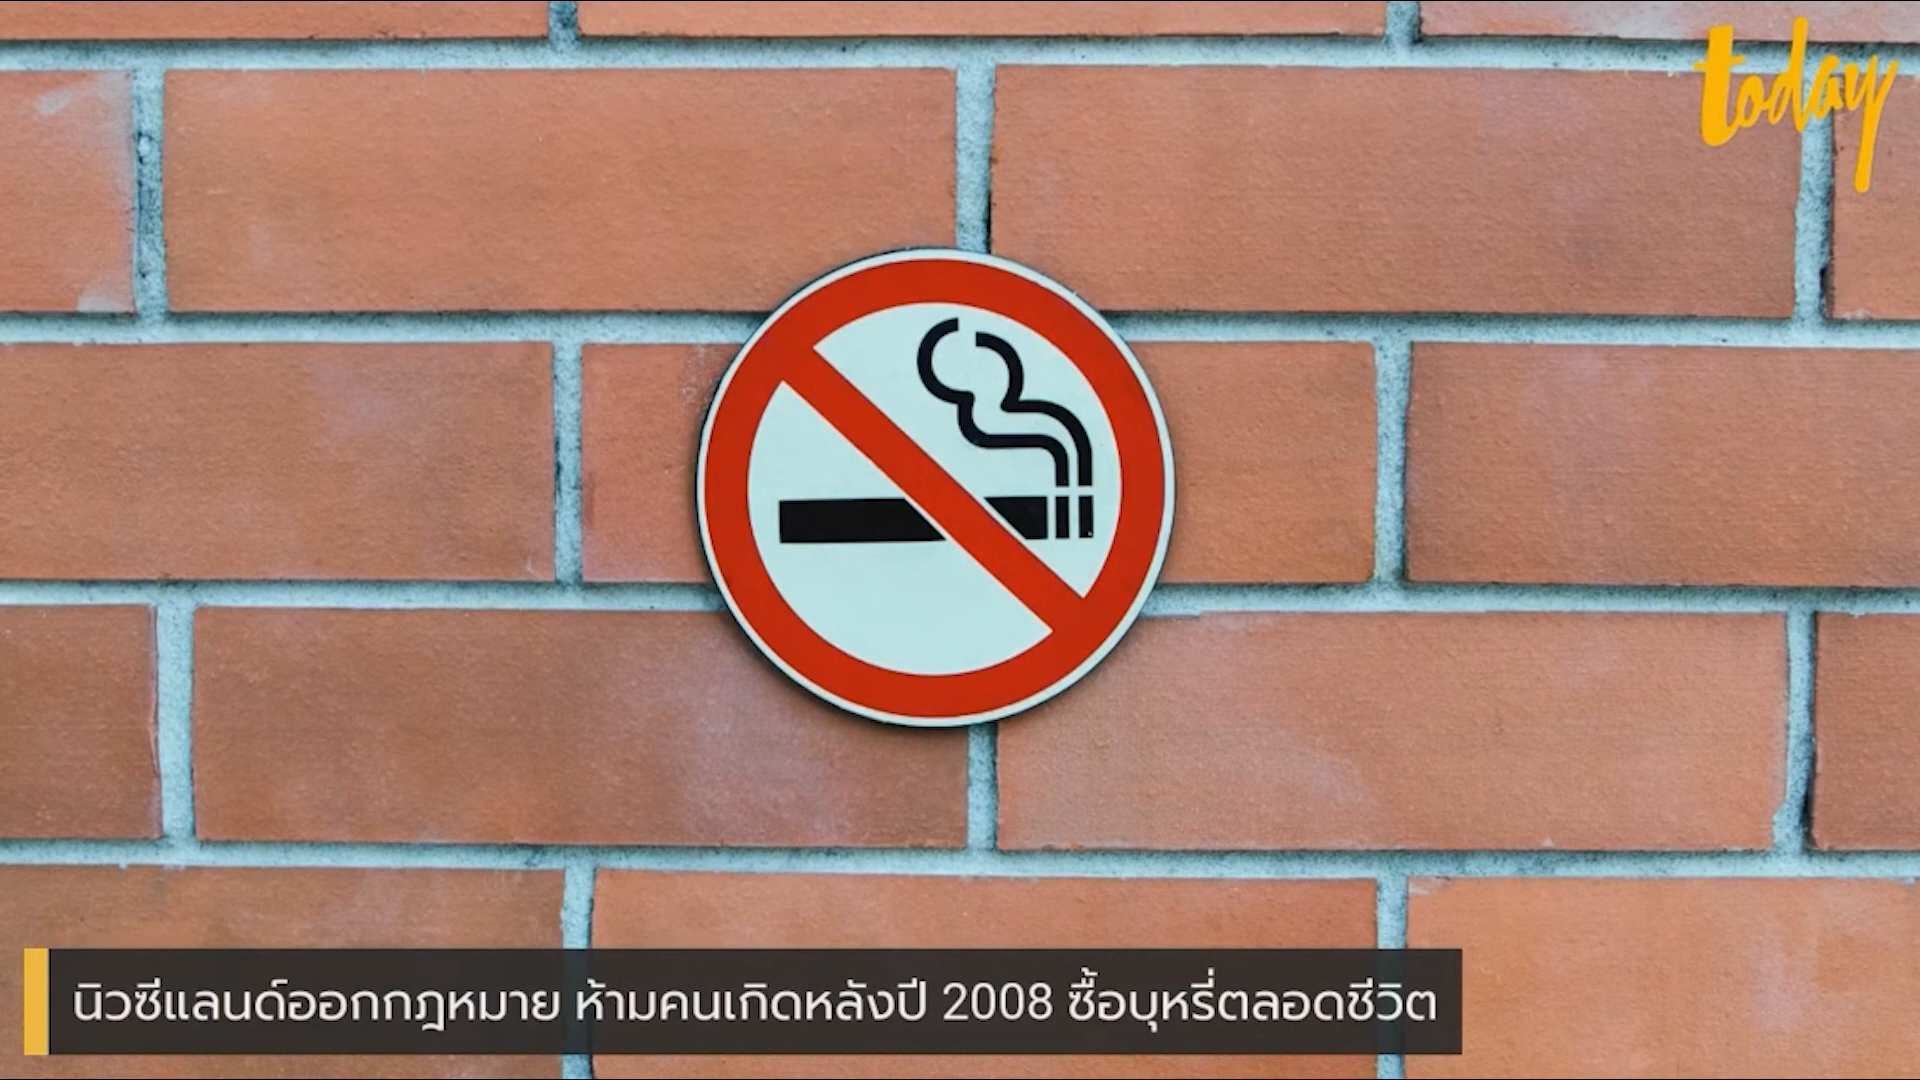 today
นิวซีแลนด์ออกกฎหมาย ห้ามคนเกิดหลังปี 2008 ซื้อบุหรี่ตลอดชีวิต